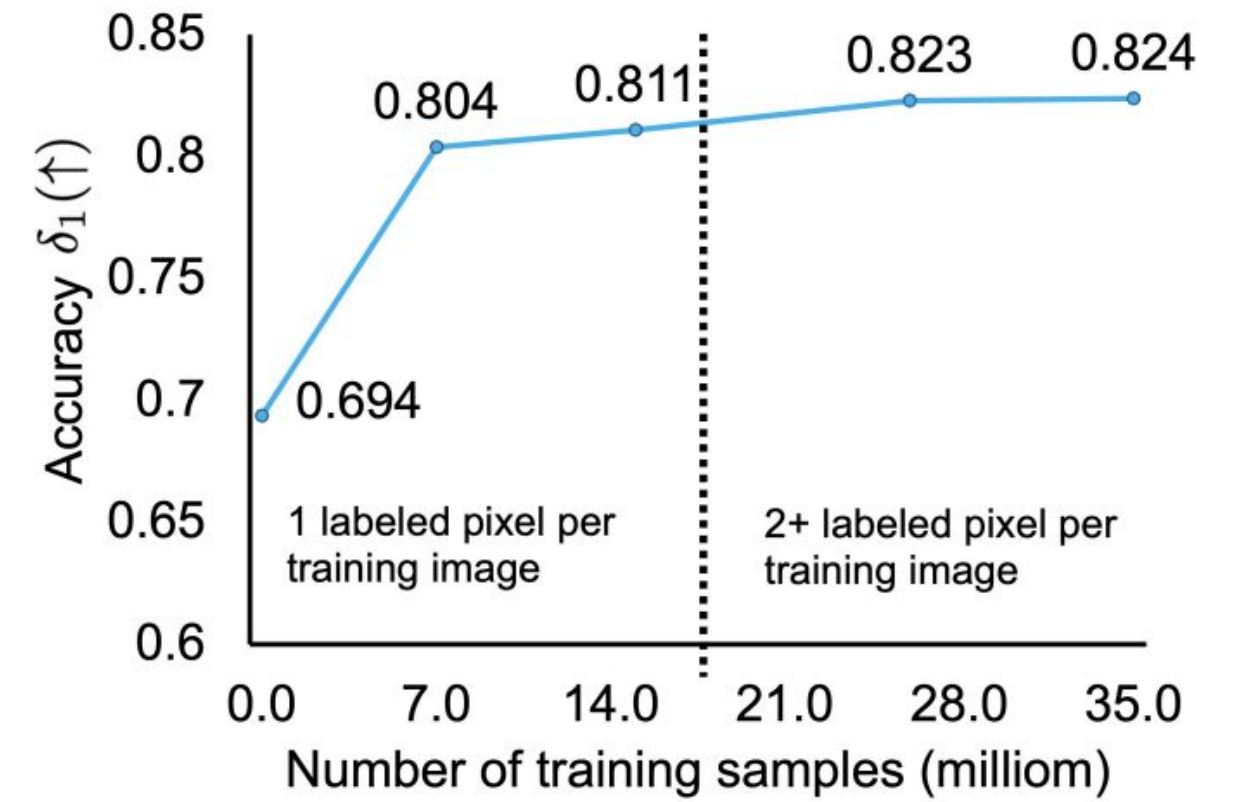 0.85
0.8
0.75
0.7
0.65
0.6
Accuracy δ₁(↑)
0.694
0.804
0.811
0.823
0.824
1 labeled pixel per
training image
2+ labeled pixel per
training image
0.0 7.0 14.0 21.0 28.0 35.0
Number of training samples (milliom)